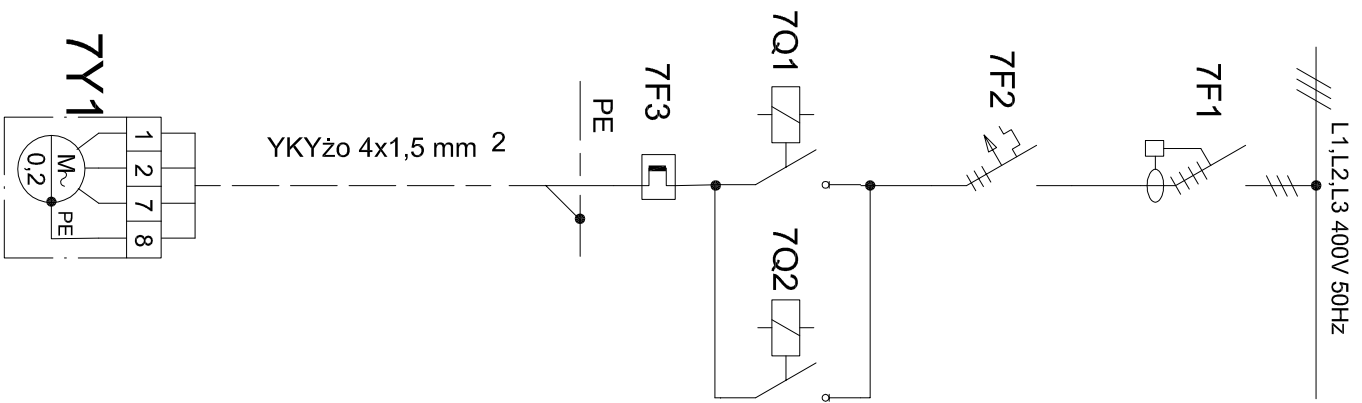 L1,L2,L3 400V 50Hz
7F1
7F2
7Q1
7Q2
7F3
PE
YKYżo 4x1,5 mm 2
7Y1
1
2
7
8
M~
0,2
PE